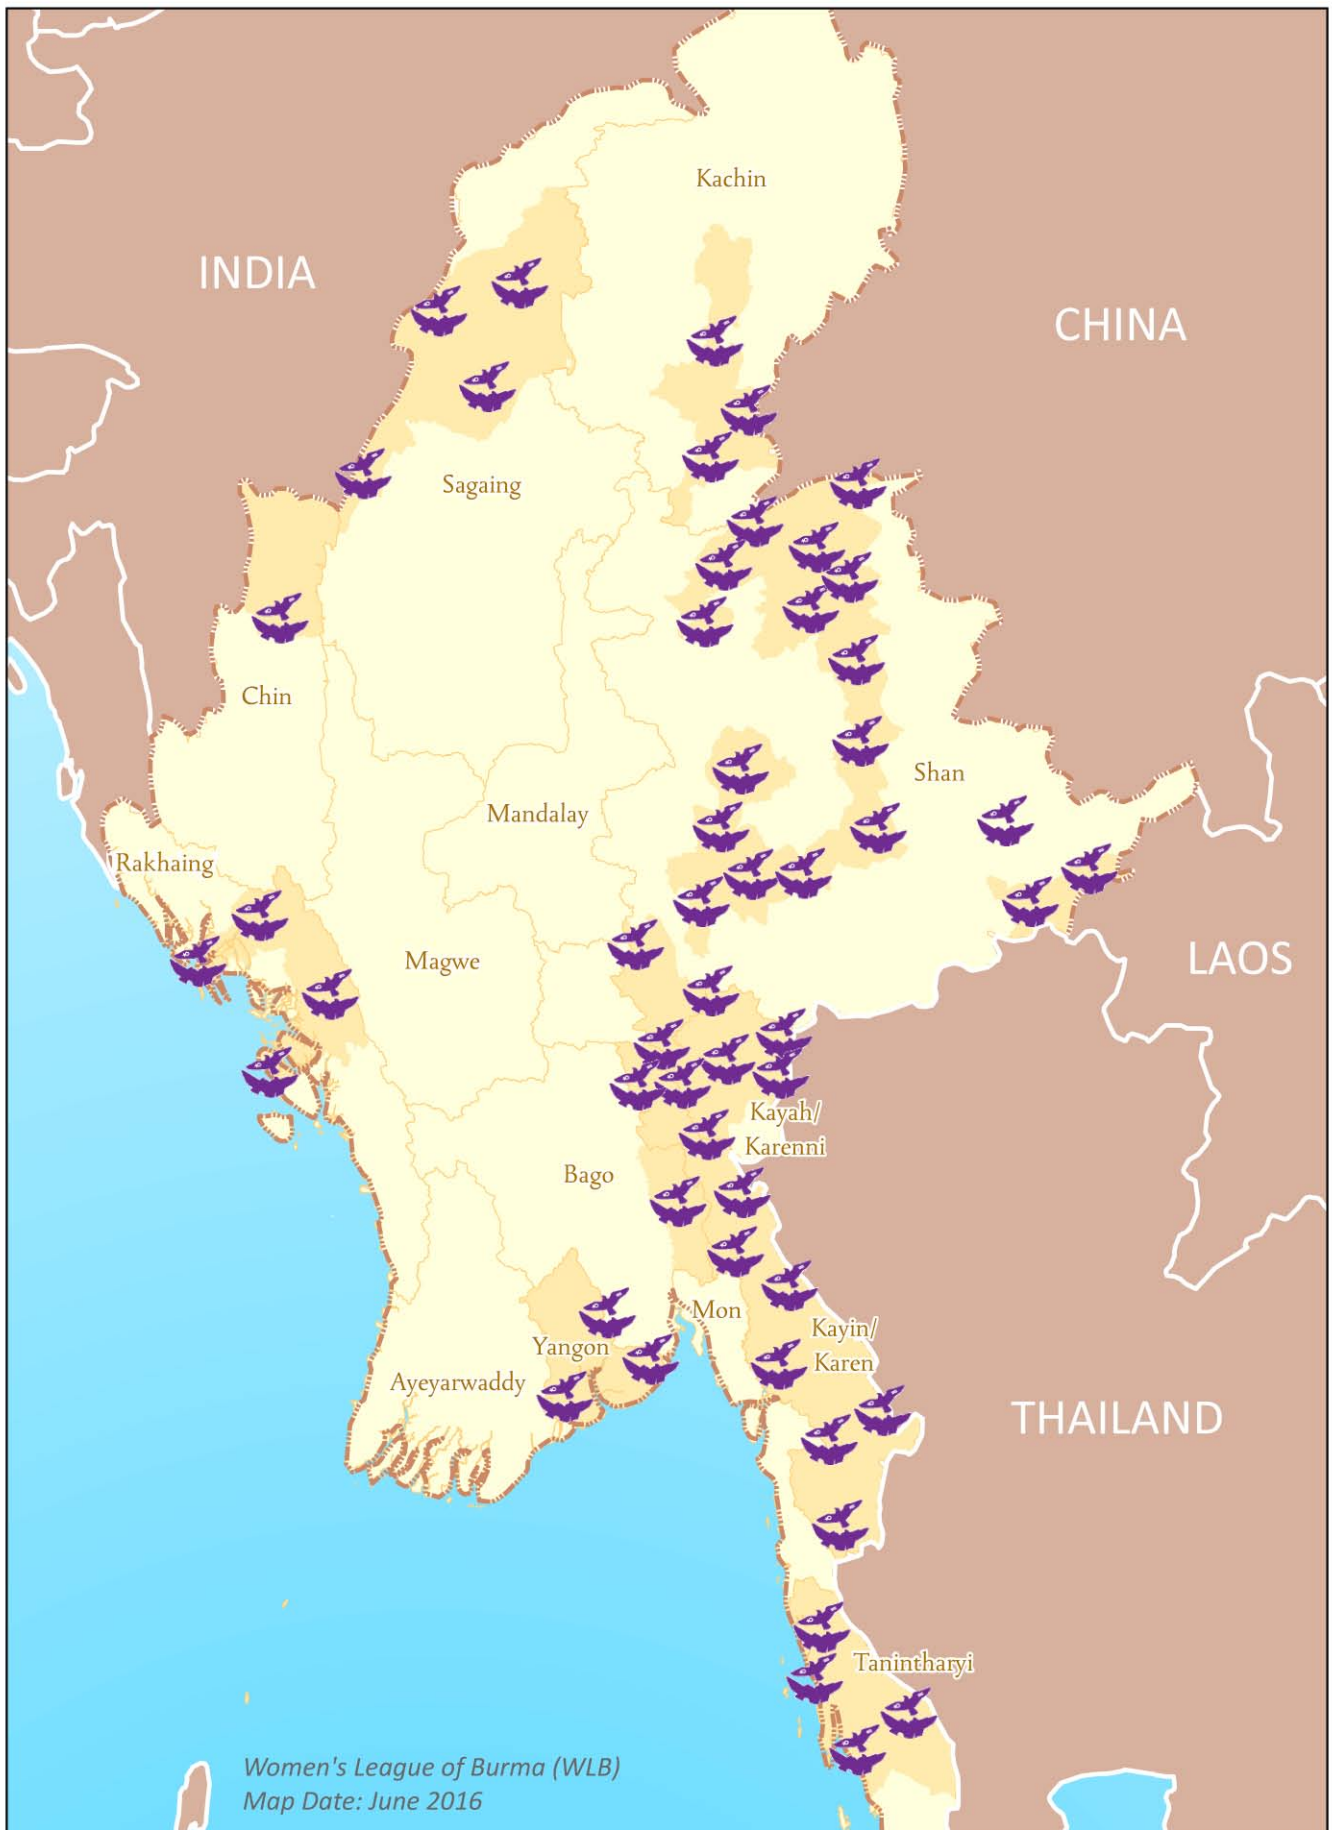 Kachin
INDIA
CHINA
Sagaing
Chin
Shan
Mandalay
Rakhaing
Magwe
LAOS
Kayah/
Karenni
Bago
Mon
Kayin/
Karen
Yangon
Ayeyarwaddy
THAILAND
Tanintharyi
Women's League of Burma (WLB)
Map Date: June 2016